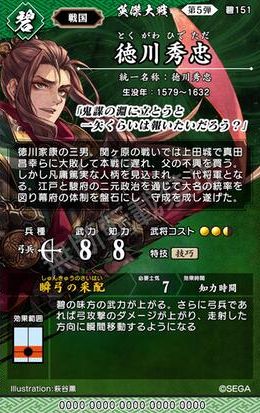 碧
戦国
英傑大戦
第5弾
碧151
とくがわひでただ
徳川秀忠
統一名称：徳川秀忠
生没年：1579～1632
「鬼謀の淵に立とうと
一矢くらいは報いたいだろう？」
徳川家康の三男。関ヶ原の戦いでは上田城で真田
昌幸らに大敗して本戦に遅れ、父の不興を買う。
しかし凡庸篤実な人柄を見込まれ、二代将軍とな
る。江戸と駿府の二元政治を通じて大名の統率を
図り幕府の体制を盤石にし、守成を成し遂げた。
兵種 武力 知力 武将コスト
弓兵 8 8 特技 技巧
しゅんきゅうのさいはい
瞬弓の采配
必要士気 7
効果時間 知力時間
効果範囲
碧の味方の武力が上がる。さらに弓兵であ
れば弓攻撃のダメージが上がり、走射した
方向に瞬間移動するようになる
Illustration:萩谷薫
©SEGA
0000-0000-0000-0000-0000